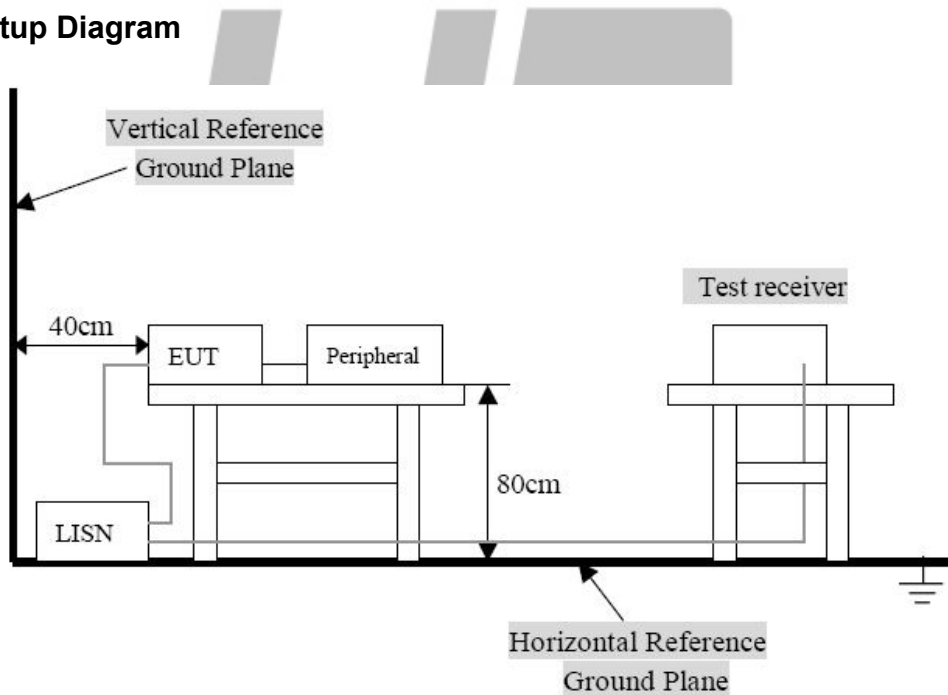 tup Diagram
Vertical Reference
Ground Plane
Test receiver
40cm
EUT
Peripheral
80cm
LISN
Horizontal Reference
Ground Plane